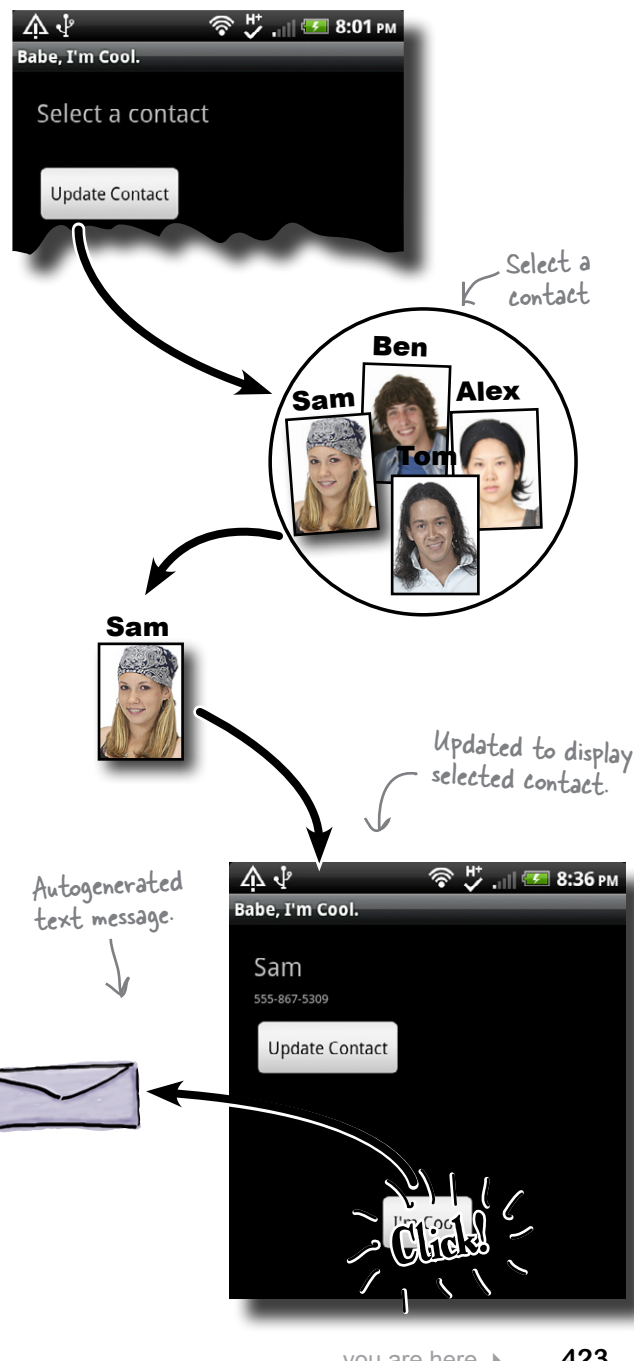 H+
8:01 PM
Babe, I'm Cool.
Select a contact
Update Contact
Select a
contact
Ben
Sam
Alex
Tom
Sam
Updated to display
selected contact.
Autogenerated
text message.
H+
8:36 PM
Babe, I'm Cool.
Sam
555-867-5309
Update Contact
I'm Cool
Click!
you are here
423